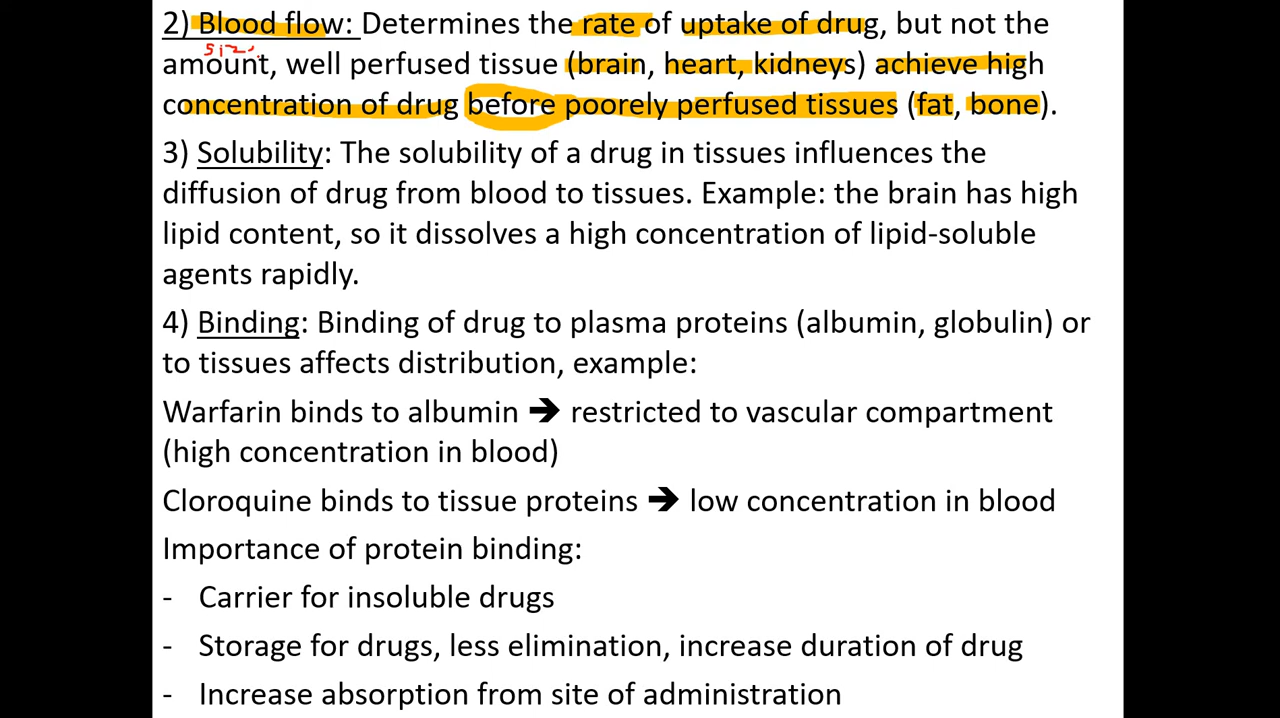 2) Blood flow: Determines the rate of uptake of drug, but not the
amount, well perfused tissue (brain, heart, kidneys) achieve high
concentration of drug before poorely perfused tissues (fat, bone).
3) Solubility: The solubility of a drug in tissues influences the
diffusion of drug from blood to tissues. Example: the brain has high
lipid content, so it dissolves a high concentration of lipid-soluble
agents rapidly.
4) Binding: Binding of drug to plasma proteins (albumin, globulin) or
to tissues affects distribution, example:
Warfarin binds to albumin ➔ restricted to vascular compartment
(high concentration in blood)
Cloroquine binds to tissue proteins ➔ low concentration in blood
Importance of protein binding:
- Carrier for insoluble drugs
- Storage for drugs, less elimination, increase duration of drug
- Increase absorption from site of administration